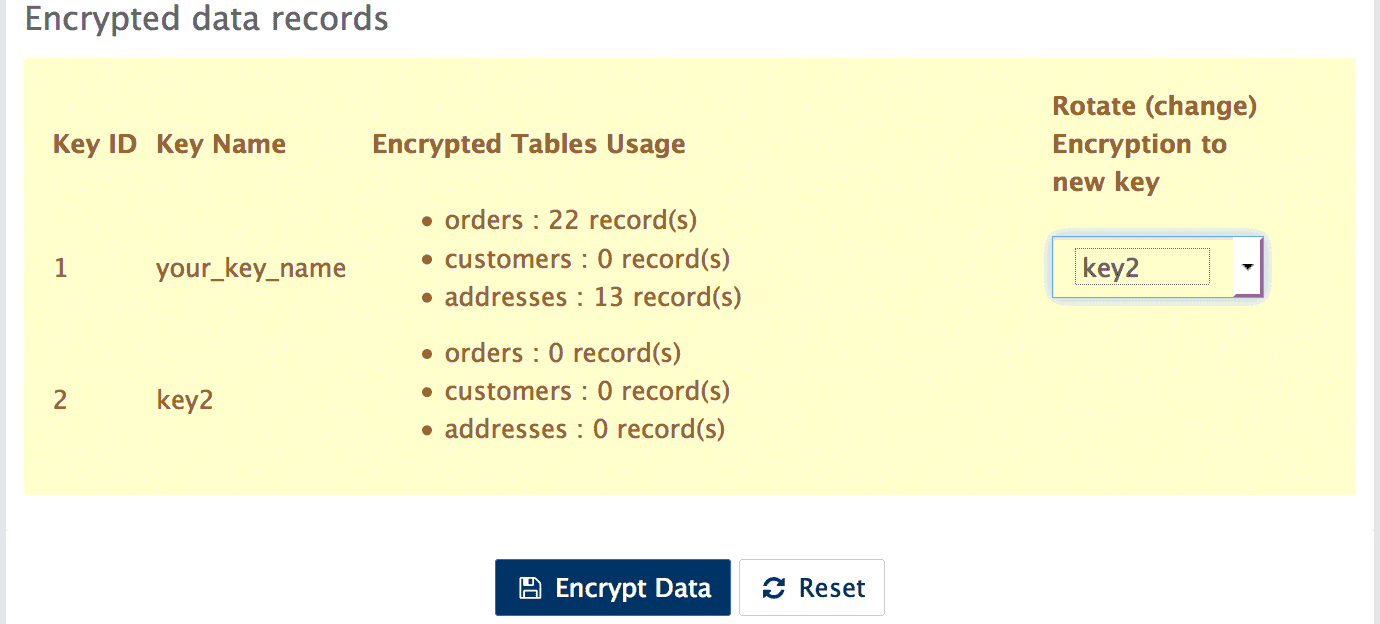 Encrypted data records
Key ID Key Name Encrypted Tables Usage Rotate (change) Encryption to new key
1 your_key_name
• orders : 22 record(s)
• customers : 0 record(s)
• addresses : 13 record(s)
key2
2 key2
• orders : 0 record(s)
• customers : 0 record(s)
• addresses : 0 record(s)
Encrypt Data Reset